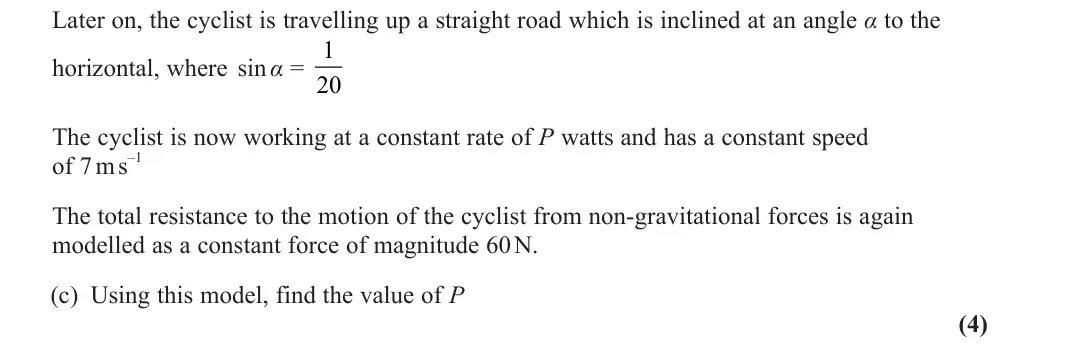 Later on, the cyclist is travelling up a straight road which is inclined at an angle α to the
horizontal, where sin α = 1/20
The cyclist is now working at a constant rate of P watts and has a constant speed
of 7 m s⁻¹
The total resistance to the motion of the cyclist from non-gravitational forces is again
modelled as a constant force of magnitude 60 N.
(c) Using this model, find the value of P
(4)